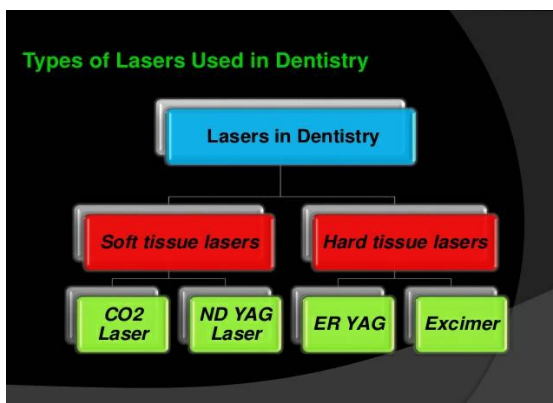 Types of Lasers Used in Dentistry
Lasers in Dentistry
Soft tissue lasers
Hard tissue lasers
CO2
Laser
ND YAG
Laser
ER YAG
Excimer